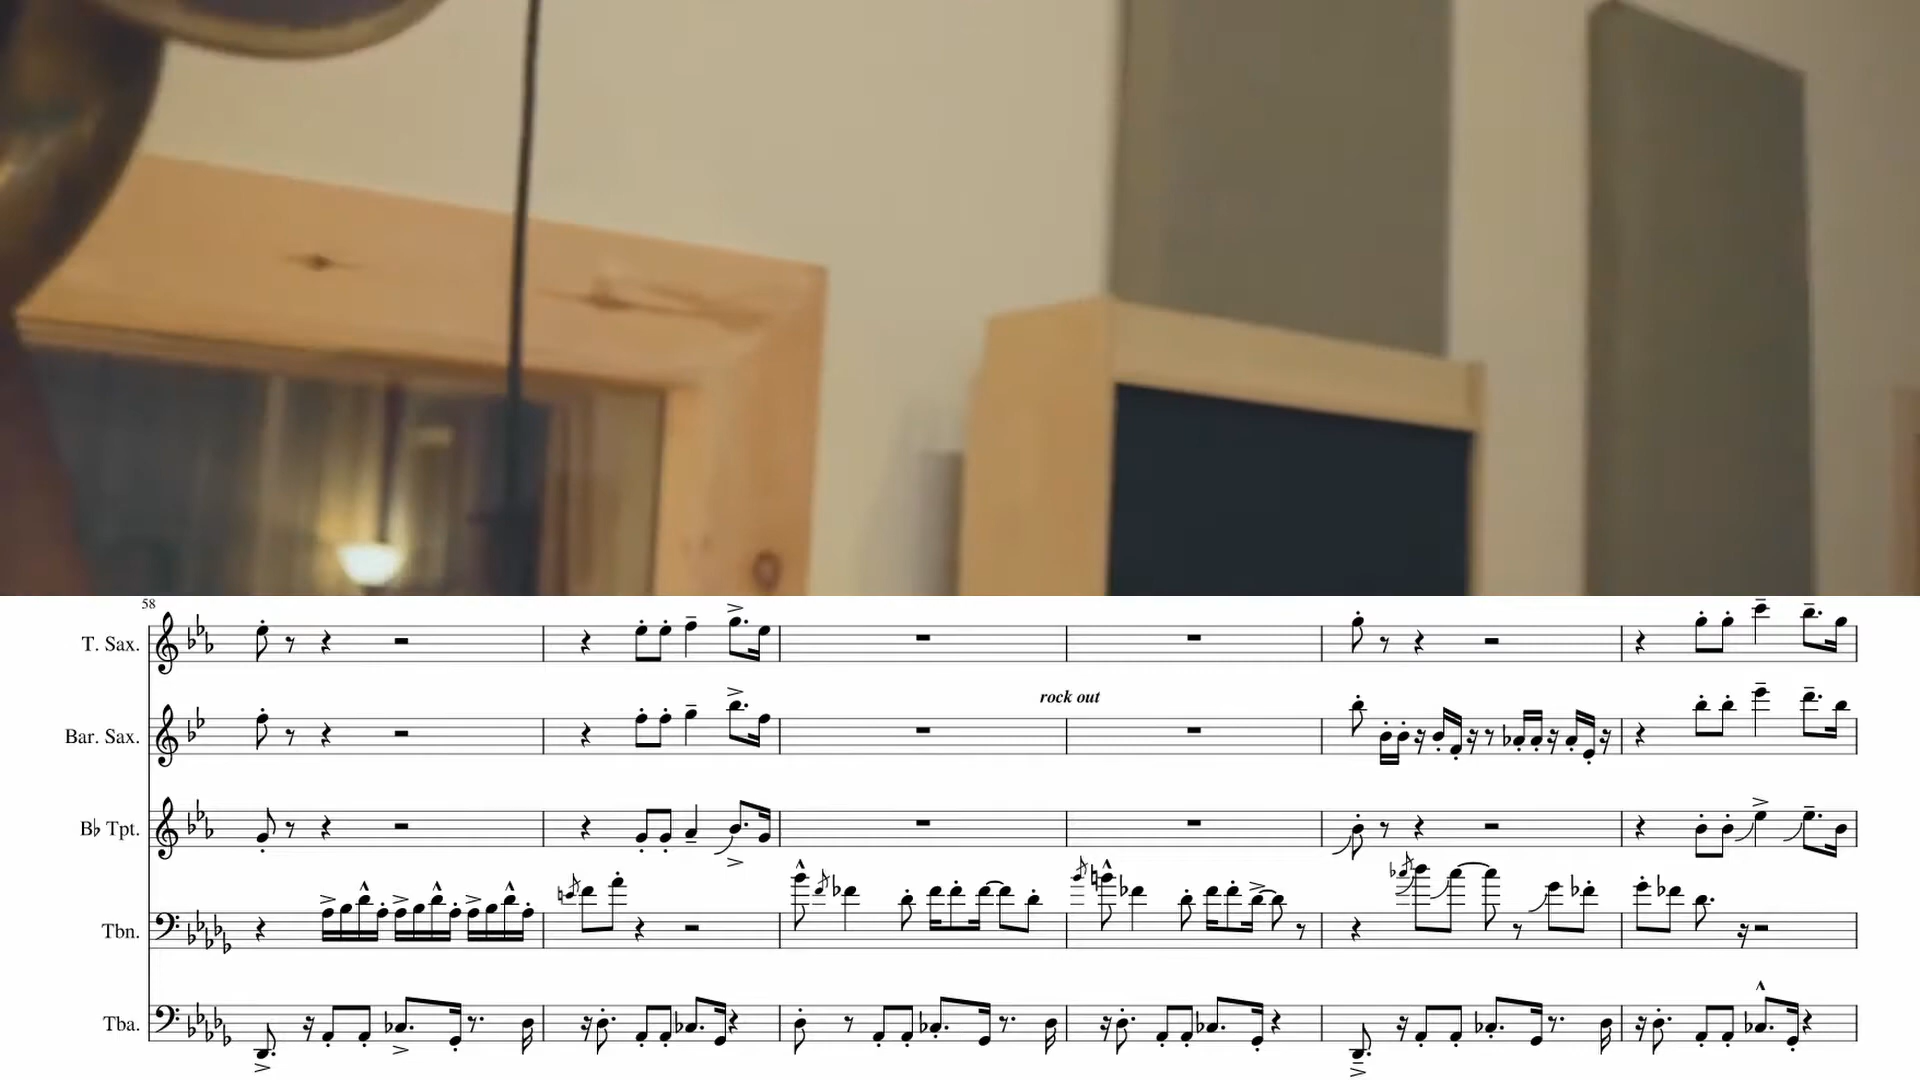 58
T. Sax.
rock out
Bar. Sax.
B♭ Tpt.
Tbn.
Tba.